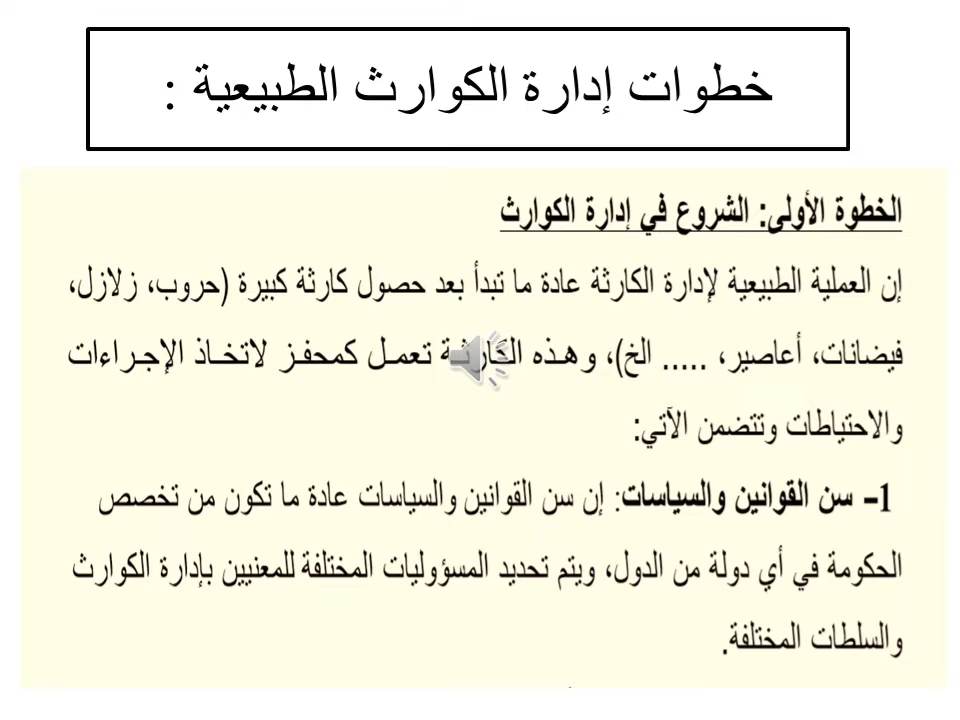 خطوات إدارة الكوارث الطبيعية :
الخطوة الأولى: الشروع في إدارة الكوارث
إن العملية الطبيعية لإدارة الكارثة عادة ما تبدأ بعد حصول كارثة كبيرة (حروب، زلازل،
فيضانات، أعاصير، ..... الخ)، وهذه الكارثة تعمل كمحفز لاتخاذ الإجراءات
والاحتياطات وتتضمن الآتي:
1– سن القوانين والسياسات: إن سن القوانين والسياسات عادة ما تكون من تخصص
الحكومة في أي دولة من الدول، ويتم تحديد المسؤوليات المختلفة للمعنيين بإدارة الكوارث
والسلطات المختلفة.